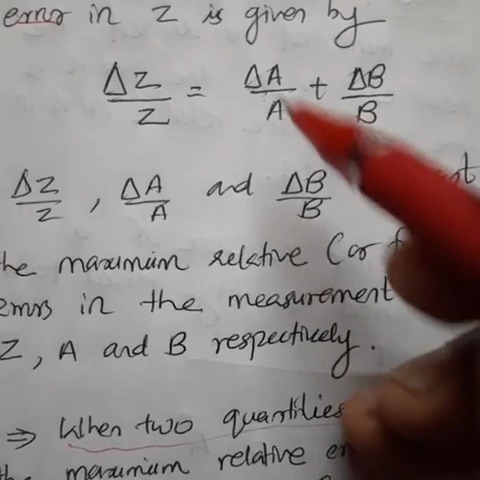 error in Z is given by
ΔZ/Z = ΔA/A + ΔB/B
ΔZ/Z , ΔA/A and ΔB/B
the maximum relative (or
errors in the measurement
Z, A and B respectively.
⇒ When two quantities
the maximum relative